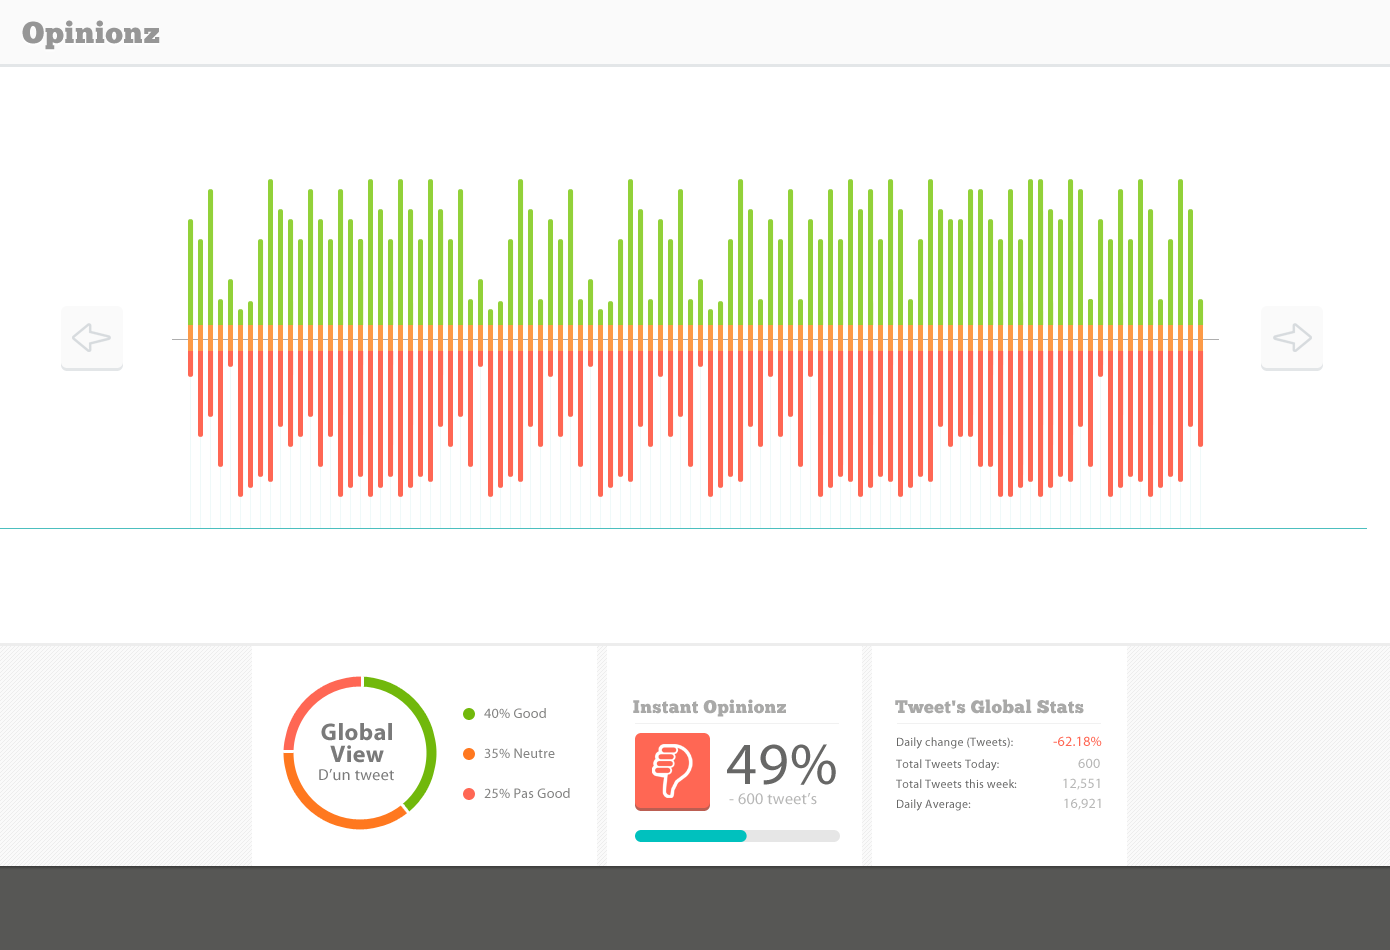 Opinionz
Global
View
D'un tweet
40% Good
35% Neutre
25% Pas Good
Instant Opinionz
49%
- 600 tweet's
Tweet's Global Stats
Daily change (Tweets): -62.18%
Total Tweets Today: 600
Total Tweets this week: 12,551
Daily Average: 16,921